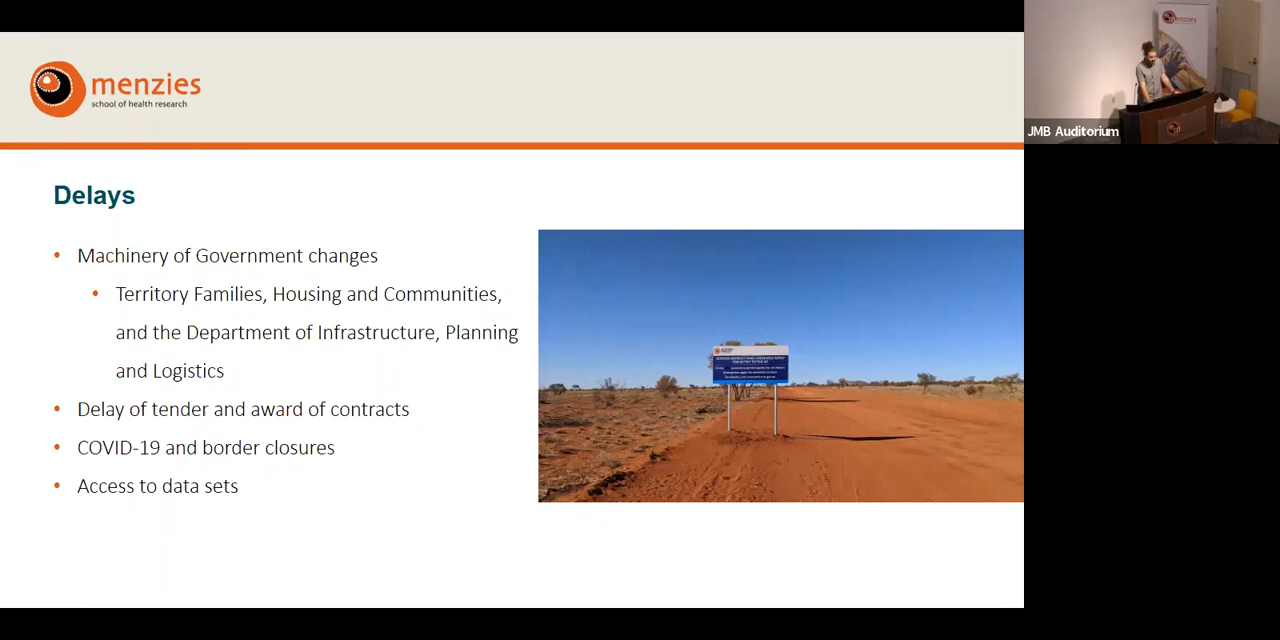 menzies
school of health research
Delays
• Machinery of Government changes
• Territory Families, Housing and Communities,
and the Department of Infrastructure, Planning
and Logistics
• Delay of tender and award of contracts
• COVID-19 and border closures
• Access to data sets
menzies
JMB Auditorium